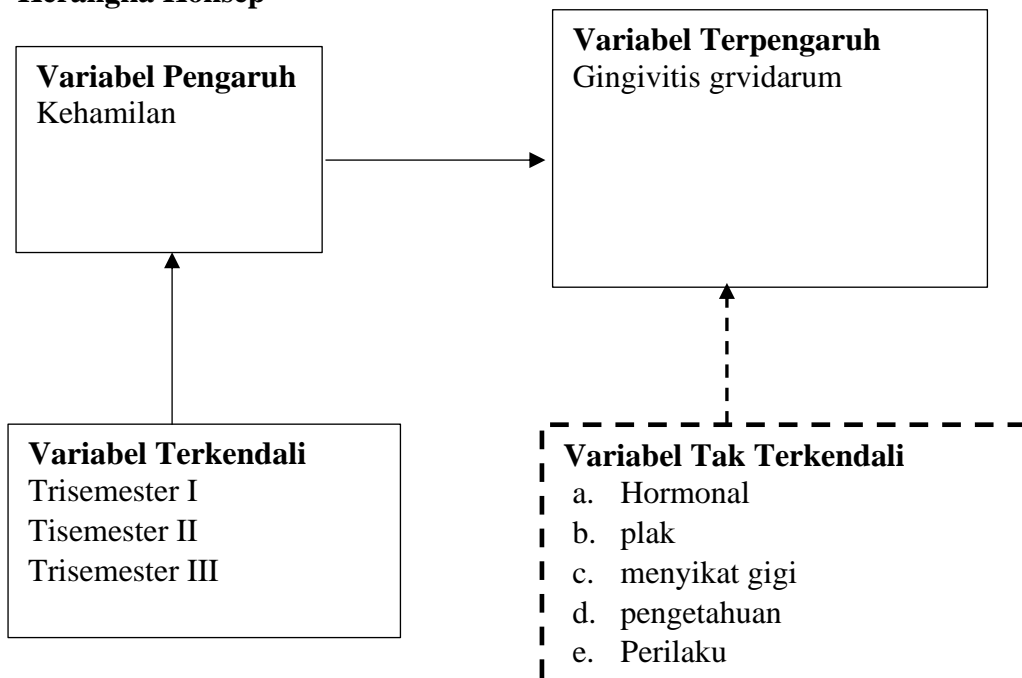 Kerangka Konsep
Variabel Pengaruh
Kehamilan
Variabel Terpengaruh
Gingivitis grvidarum
Variabel Terkendali
Trisemester I
Tisemester II
Trisemester III
Variabel Tak Terkendali
a. Hormonal
b. plak
c. menyikat gigi
d. pengetahuan
e. Perilaku